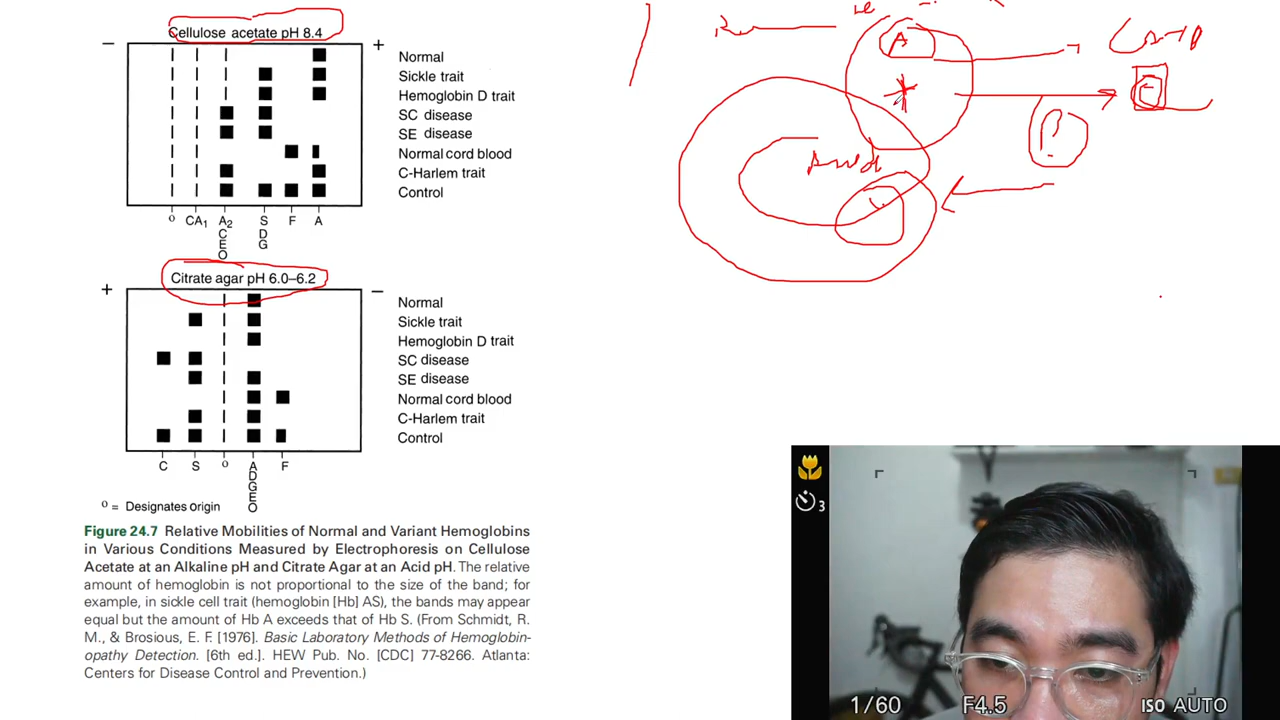 Cellulose acetate pH 8.4
− +
Normal
Sickle trait
Hemoglobin D trait
SC disease
SE disease
Normal cord blood
C-Harlem trait
Control
O CA1 A2 S F A
C D
E G
O
Citrate agar pH 6.0–6.2
+ −
Normal
Sickle trait
Hemoglobin D trait
SC disease
SE disease
Normal cord blood
C-Harlem trait
Control
C S O A F
D
G
E
O
O = Designates origin
Figure 24.7 Relative Mobilities of Normal and Variant Hemoglobins
in Various Conditions Measured by Electrophoresis on Cellulose
Acetate at an Alkaline pH and Citrate Agar at an Acid pH. The relative
amount of hemoglobin is not proportional to the size of the band; for
example, in sickle cell trait (hemoglobin [Hb] AS), the bands may appear
equal but the amount of Hb A exceeds that of Hb S. (From Schmidt, R.
M., & Brosious, E. F. [1976]. Basic Laboratory Methods of Hemoglobin-
opathy Detection. [6th ed.]. HEW Pub. No. [CDC] 77-8266. Atlanta:
Centers for Disease Control and Prevention.)
A
3
1/60 F4.5 ISO AUTO